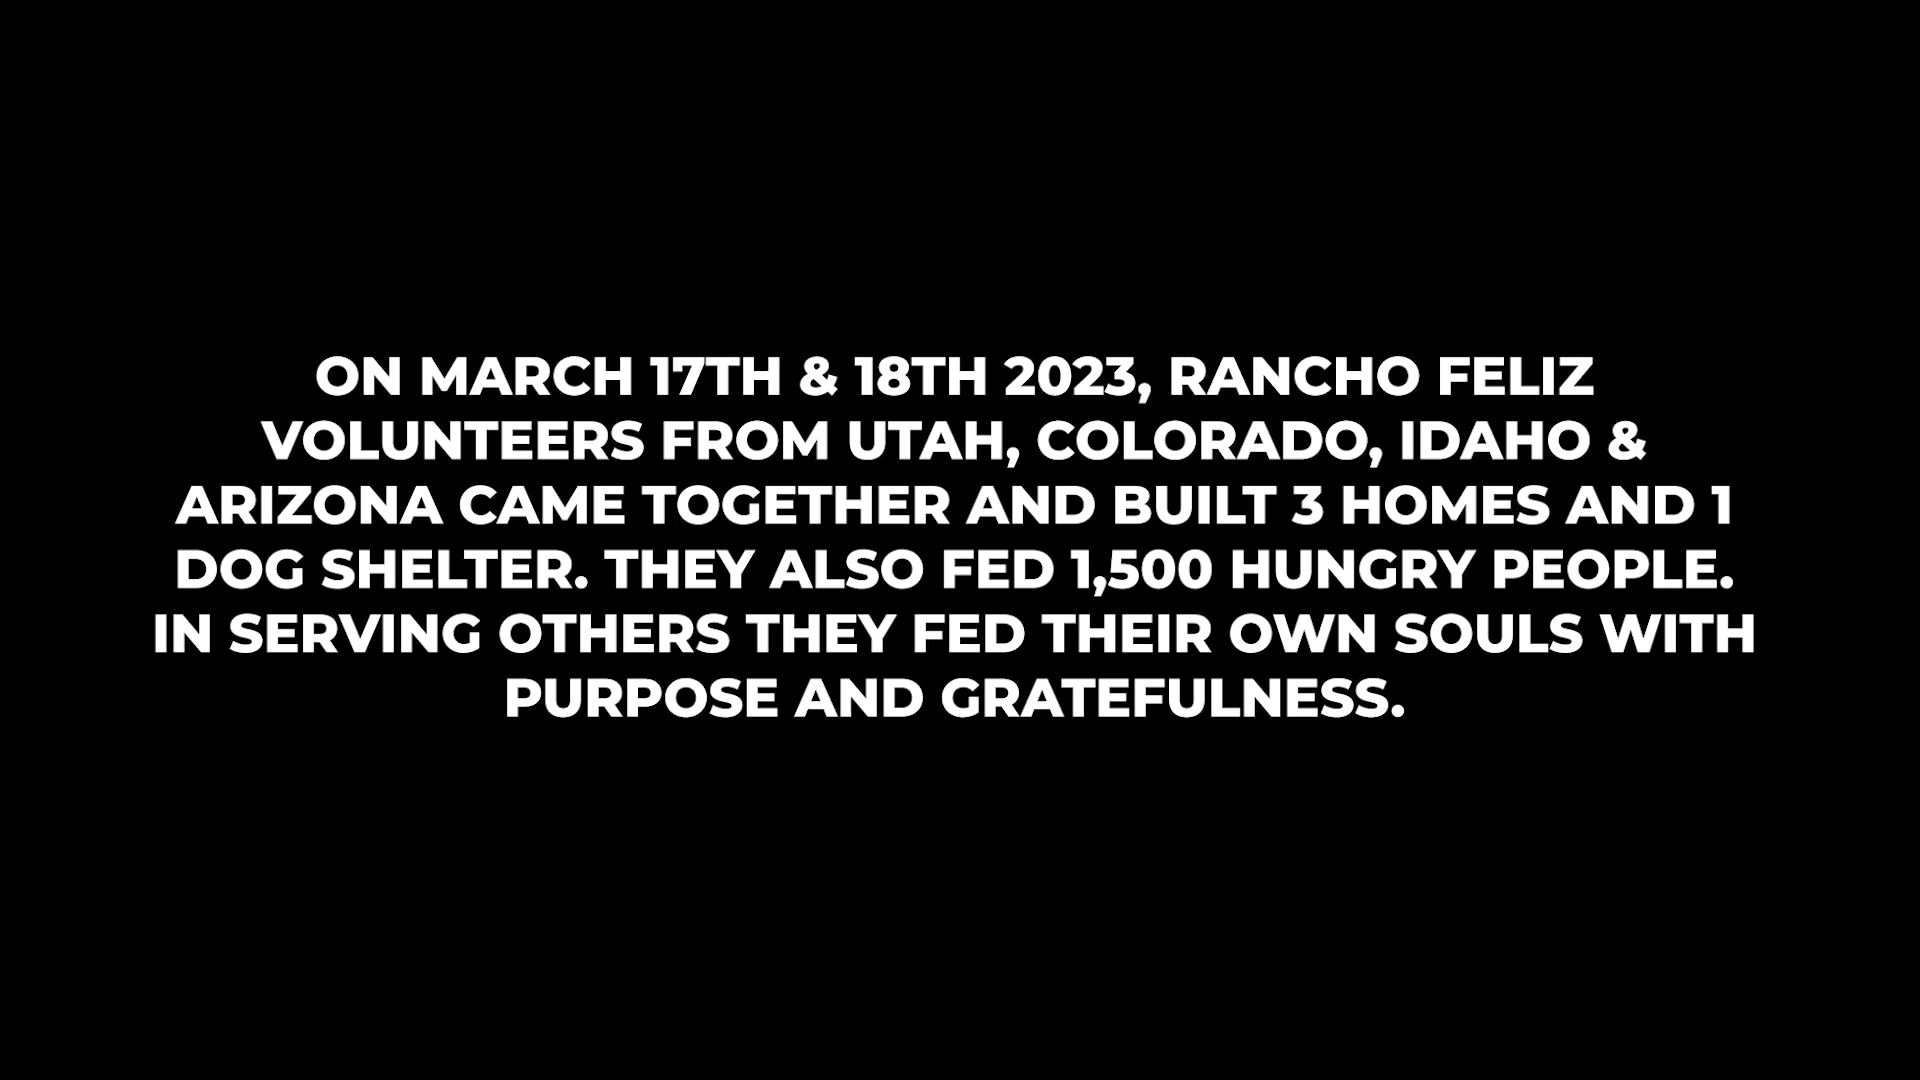 ON MARCH 17TH & 18TH 2023, RANCHO FELIZ
VOLUNTEERS FROM UTAH, COLORADO, IDAHO &
ARIZONA CAME TOGETHER AND BUILT 3 HOMES AND 1
DOG SHELTER. THEY ALSO FED 1,500 HUNGRY PEOPLE.
IN SERVING OTHERS THEY FED THEIR OWN SOULS WITH
PURPOSE AND GRATEFULNESS.